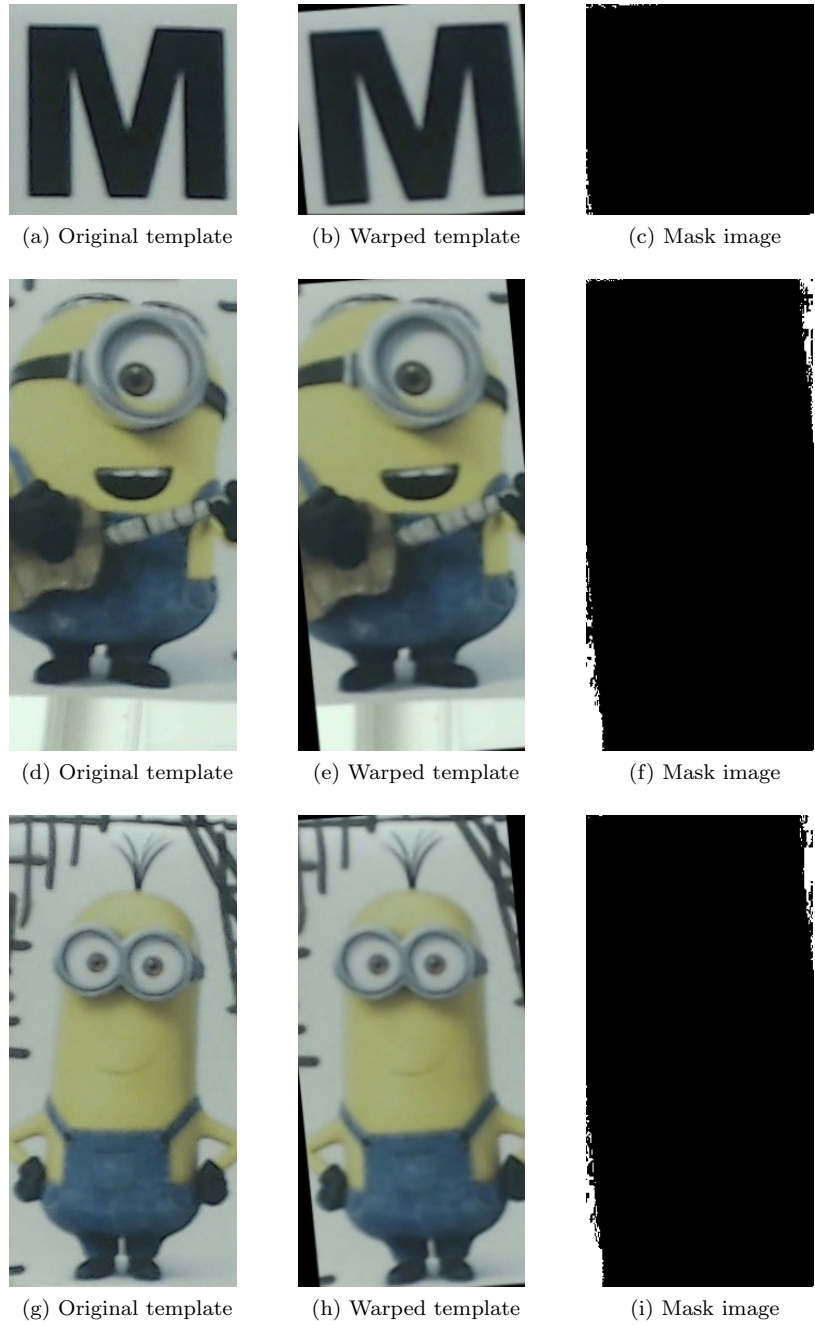 M M
(a) Original template (b) Warped template (c) Mask image
(d) Original template (e) Warped template (f) Mask image
(g) Original template (h) Warped template (i) Mask image